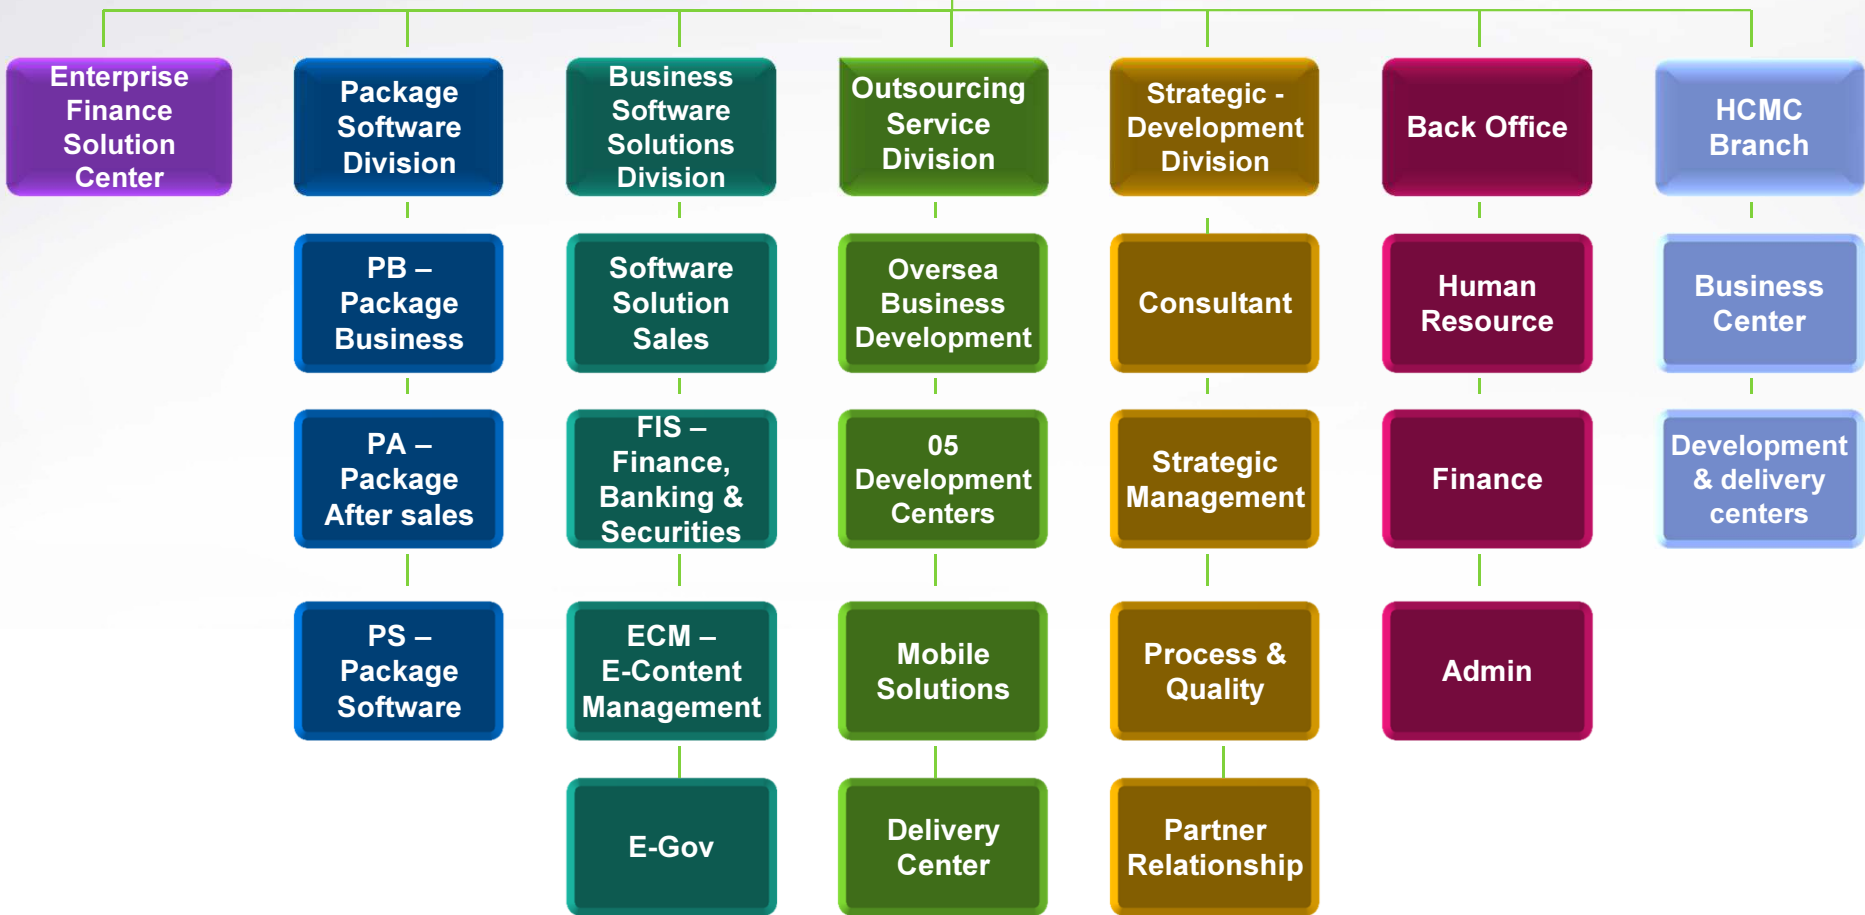 Enterprise
Finance
Solution
Center
Package
Software
Division
Business
Software
Solutions
Division
Outsourcing
Service
Division
Strategic -
Development
Division
Back Office
HCMC
Branch
PB –
Package
Business
Software
Solution
Sales
Oversea
Business
Development
Consultant
Human
Resource
Business
Center
PA –
Package
After sales
FIS –
Finance,
Banking &
Securities
05
Development
Centers
Strategic
Management
Finance
Development
& delivery
centers
PS –
Package
Software
ECM –
E-Content
Management
Mobile
Solutions
Process &
Quality
Admin
E-Gov
Delivery
Center
Partner
Relationship